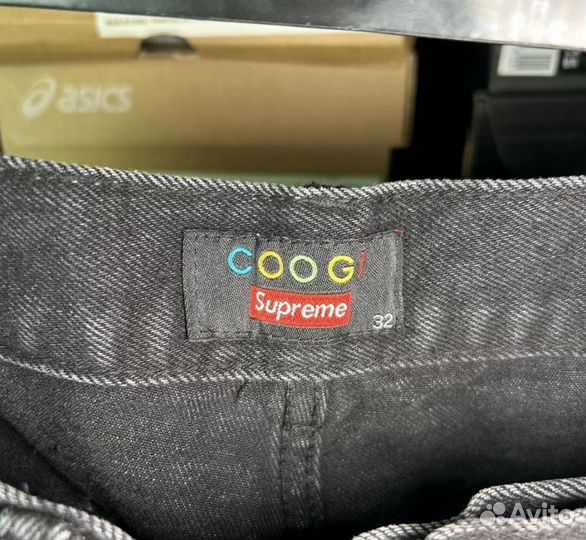 asics
COOGI
Supreme
32
Avito